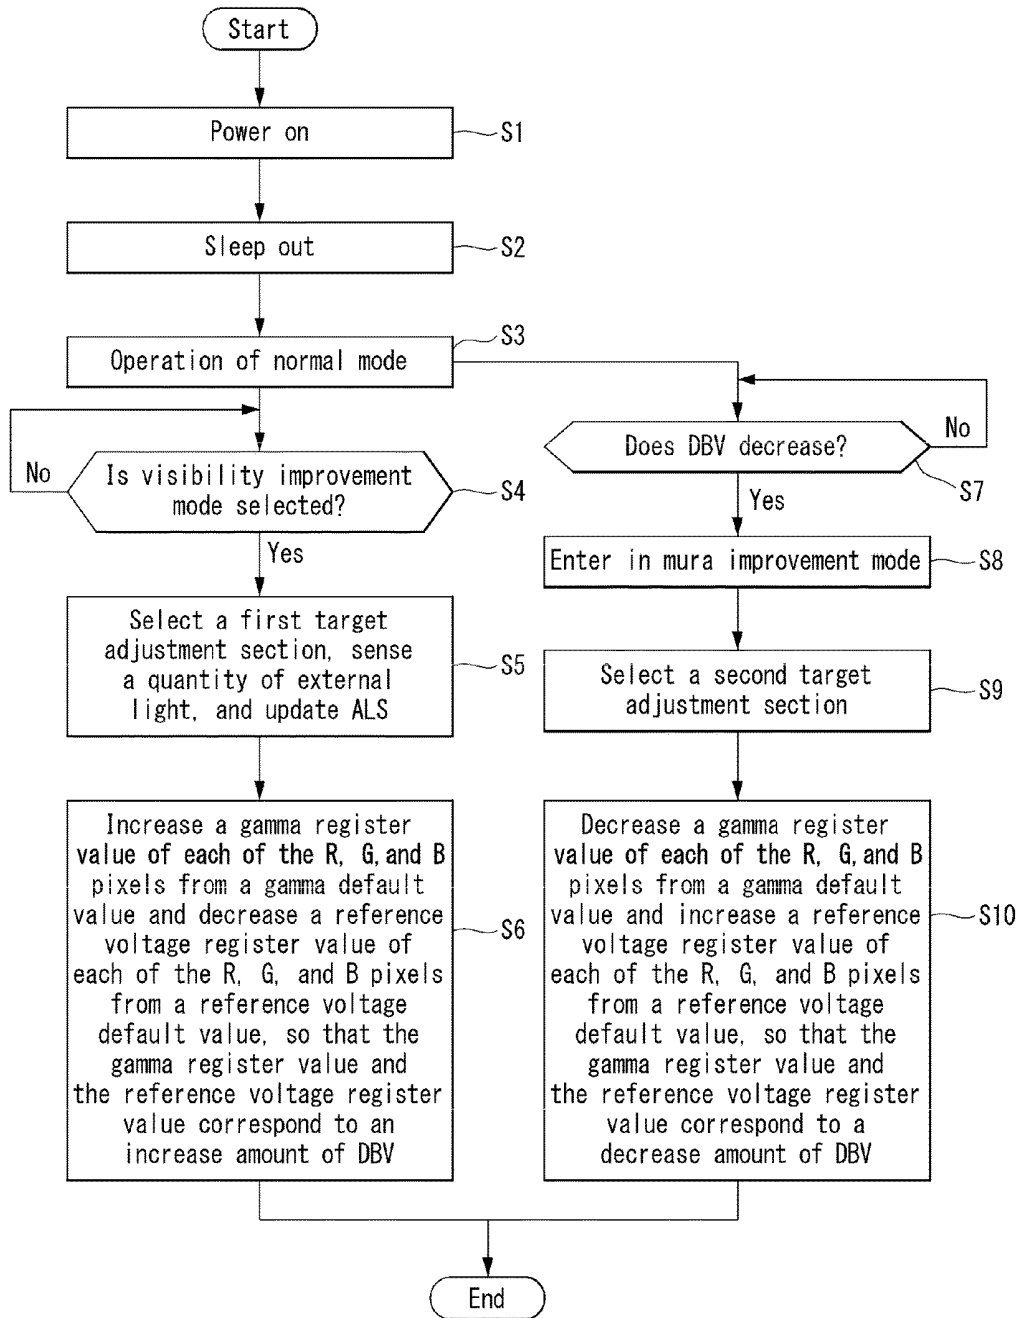 Start
Power on
S1
Sleep out
S2
Operation of normal mode
S3
No
Is visibility improvement
mode selected?
S4
Yes
Select a first target
adjustment section, sense
a quantity of external
light, and update ALS
S5
Increase a gamma register
value of each of the R, G, and B
pixels from a gamma default
value and decrease a reference
voltage register value of
each of the R, G, and B pixels
from a reference voltage
default value, so that the
gamma register value and
the reference voltage register
value correspond to an
increase amount of DBV
S6
Does DBV decrease?
No
S7
Yes
Enter in mura improvement mode
S8
Select a second target
adjustment section
S9
Decrease a gamma register
value of each of the R, G, and B
pixels from a gamma default
value and increase a reference
voltage register value of
each of the R, G, and B pixels
from a reference voltage
default value, so that the
gamma register value and
the reference voltage register
value correspond to a
decrease amount of DBV
S10
End